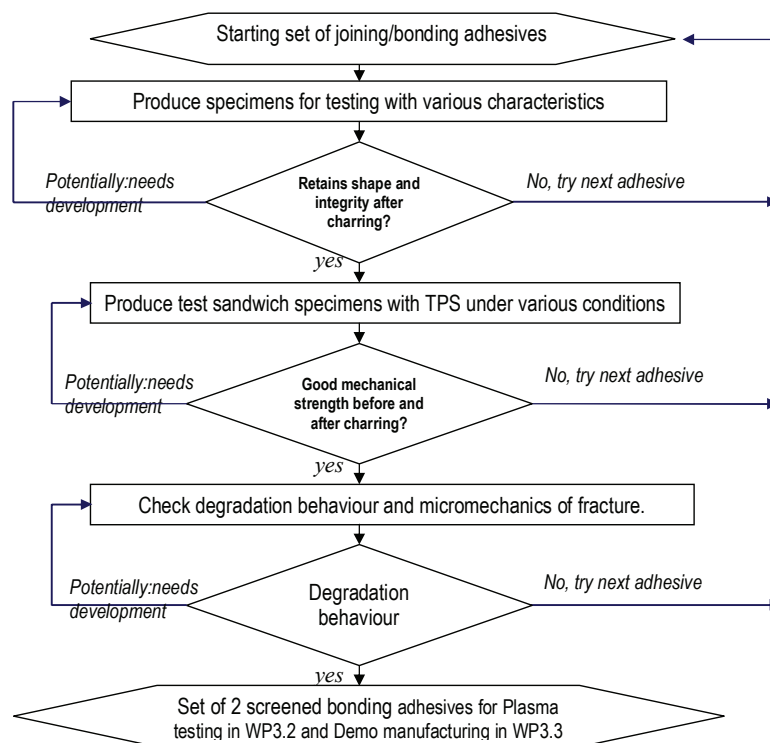 Starting set of joining/bonding adhesives
Produce specimens for testing with various characteristics
Potentially:needs
development
Retains shape and
integrity after
charring?
No, try next adhesive
yes
Produce test sandwich specimens with TPS under various conditions
Potentially:needs
development
Good mechanical
strength before and
after charring?
No, try next adhesive
yes
Check degradation behaviour and micromechanics of fracture.
Potentially:needs
development
Degradation
behaviour
No, try next adhesive
yes
Set of 2 screened bonding adhesives for Plasma
testing in WP3.2 and Demo manufacturing in WP3.3